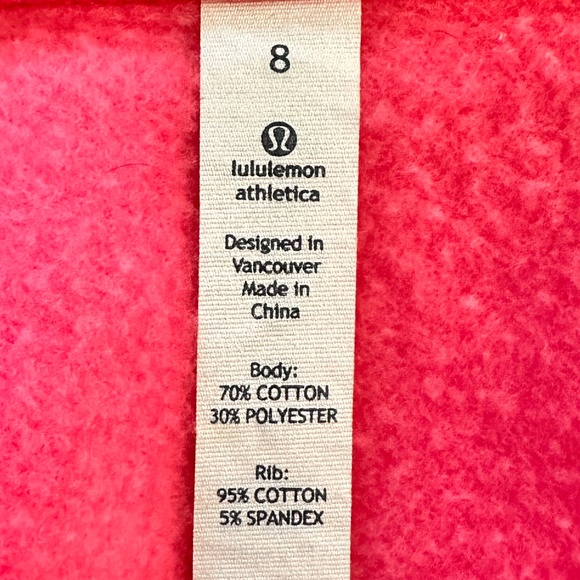 8
lululemon
athletica
Designed in
Vancouver
Made in
China
Body:
70% COTTON
30% POLYESTER
Rib:
95% COTTON
5% SPANDEX